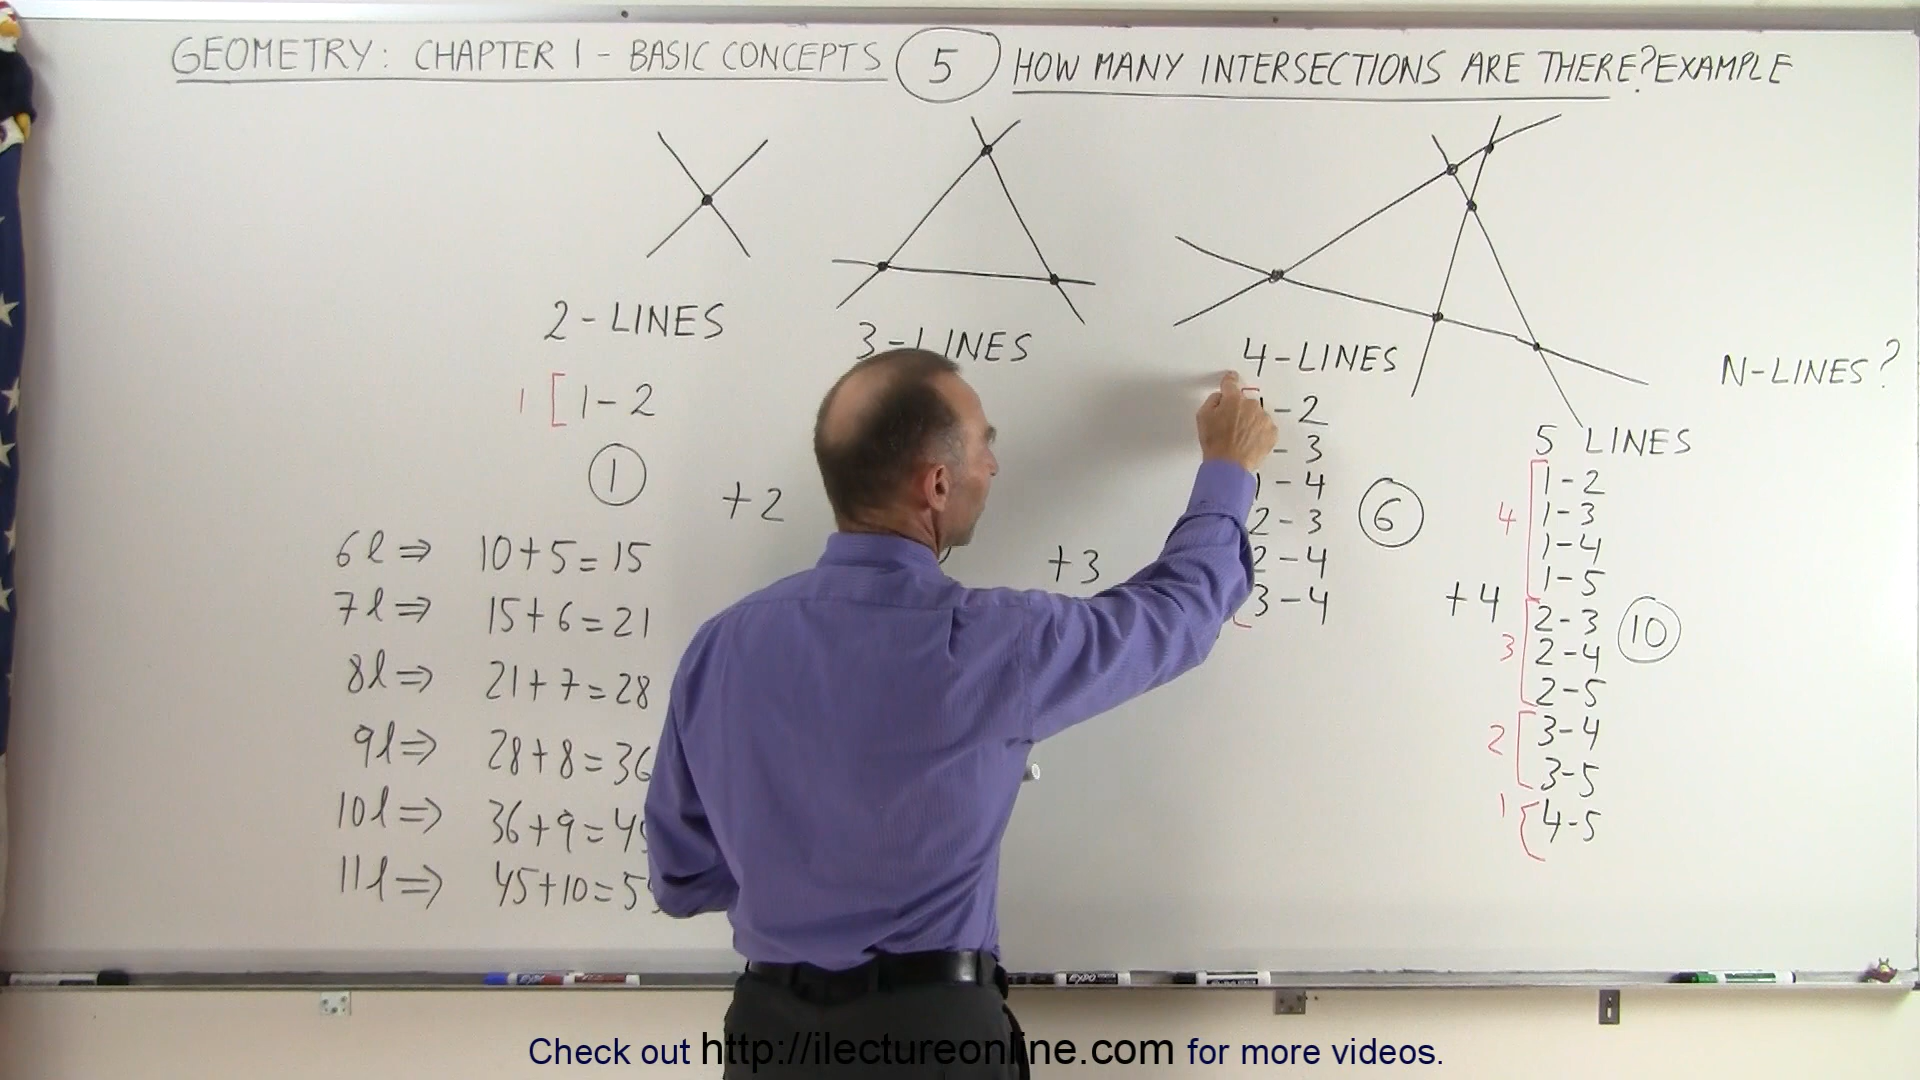 GEOMETRY: CHAPTER 1 - BASIC CONCEPTS 5 HOW MANY INTERSECTIONS ARE THERE? EXAMPLE
2-LINES
1 [ 1-2
1
+2
3-LINES
+3
4-LINES
-2
-3
1-4
2-3
2-4
3-4
6
+4
5 LINES
4 1-2
1-3
1-4
1-5
3 2-3
2-4
2-5
2 3-4
3-5
1 4-5
10
N-LINES?
6l ⇒ 10+5=15
7l ⇒ 15+6=21
8l ⇒ 21+7=28
9l ⇒ 28+8=36
10l ⇒ 36+9=45
11l ⇒ 45+10=55
EXPO
Check out http://ilectureonline.com for more videos.